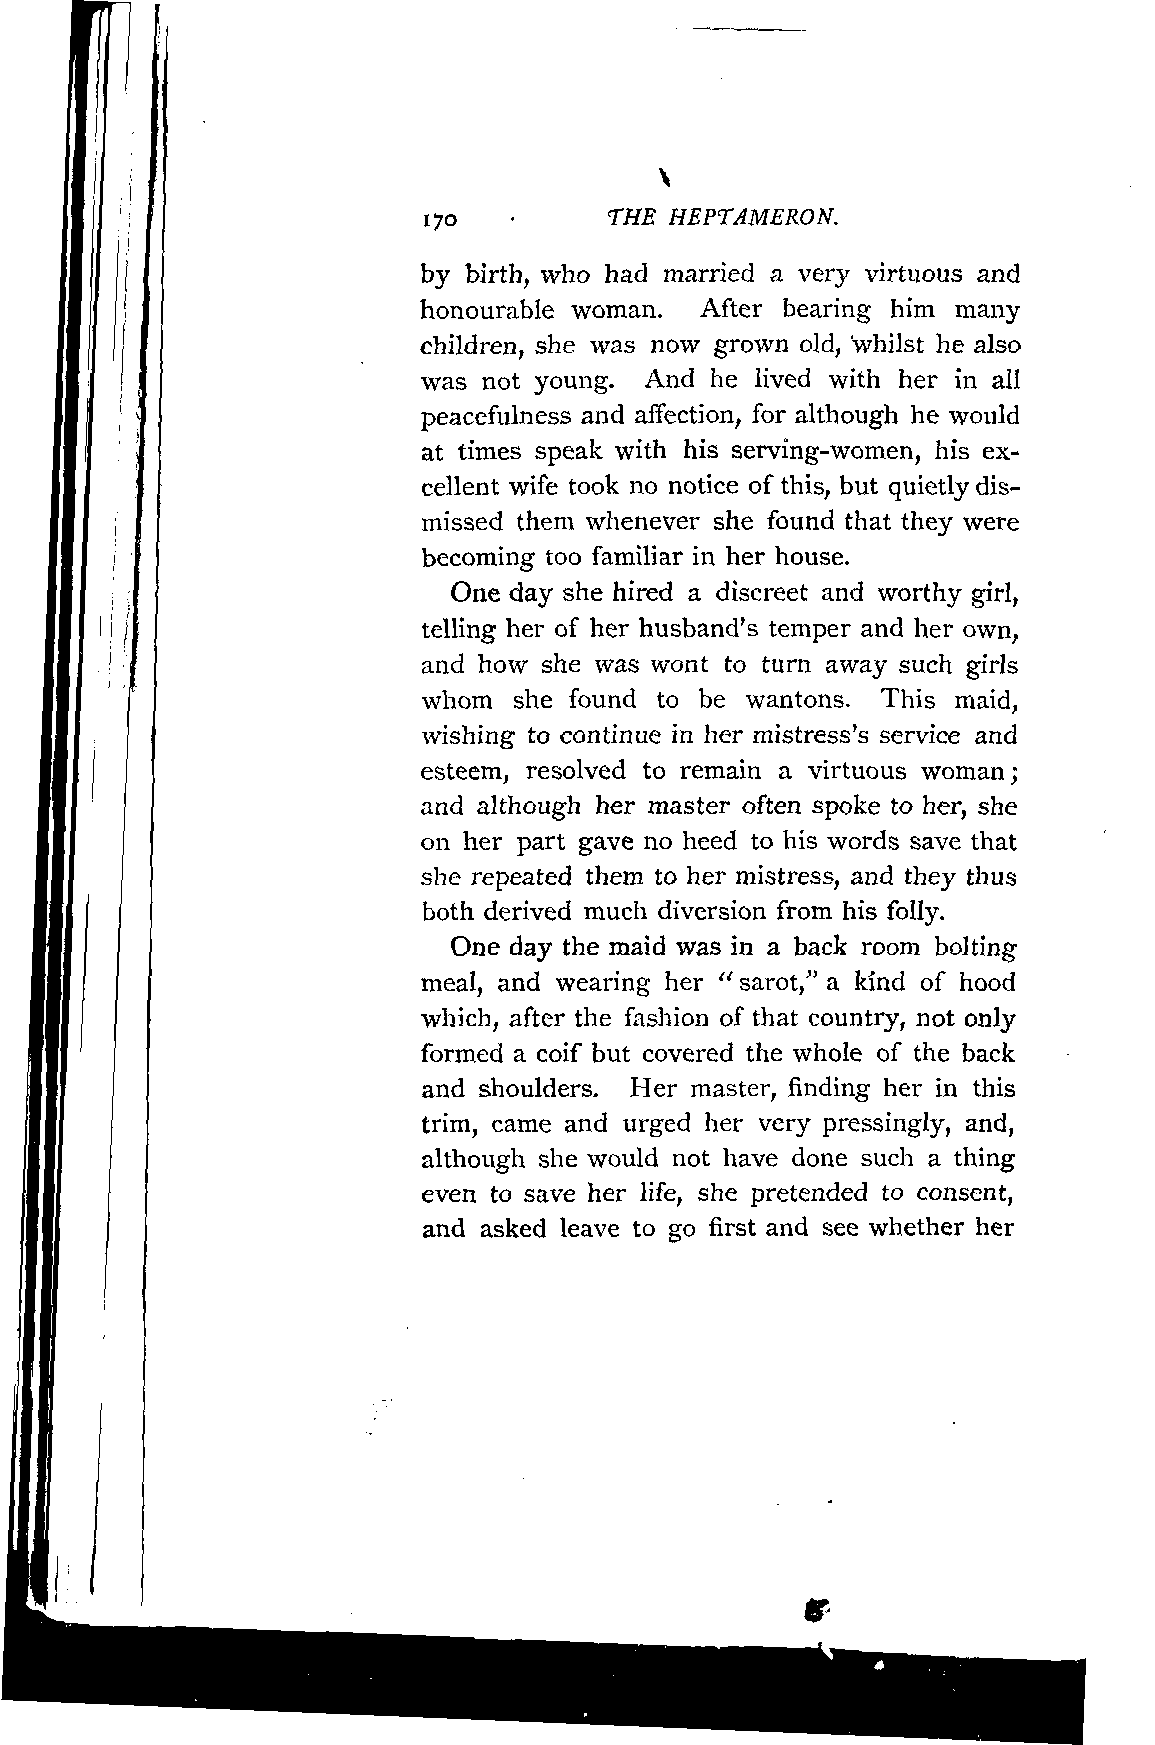 170 THE HEPTAMERON.
by birth, who had married a very virtuous and
honourable woman. After bearing him many
children, she was now grown old, whilst he also
was not young. And he lived with her in all
peacefulness and affection, for although he would
at times speak with his serving-women, his ex-
cellent wife took no notice of this, but quietly dis-
missed them whenever she found that they were
becoming too familiar in her house.
One day she hired a discreet and worthy girl,
telling her of her husband's temper and her own,
and how she was wont to turn away such girls
whom she found to be wantons. This maid,
wishing to continue in her mistress's service and
esteem, resolved to remain a virtuous woman;
and although her master often spoke to her, she
on her part gave no heed to his words save that
she repeated them to her mistress, and they thus
both derived much diversion from his folly.
One day the maid was in a back room bolting
meal, and wearing her "sarot," a kind of hood
which, after the fashion of that country, not only
formed a coif but covered the whole of the back
and shoulders. Her master, finding her in this
trim, came and urged her very pressingly, and,
although she would not have done such a thing
even to save her life, she pretended to consent,
and asked leave to go first and see whether her